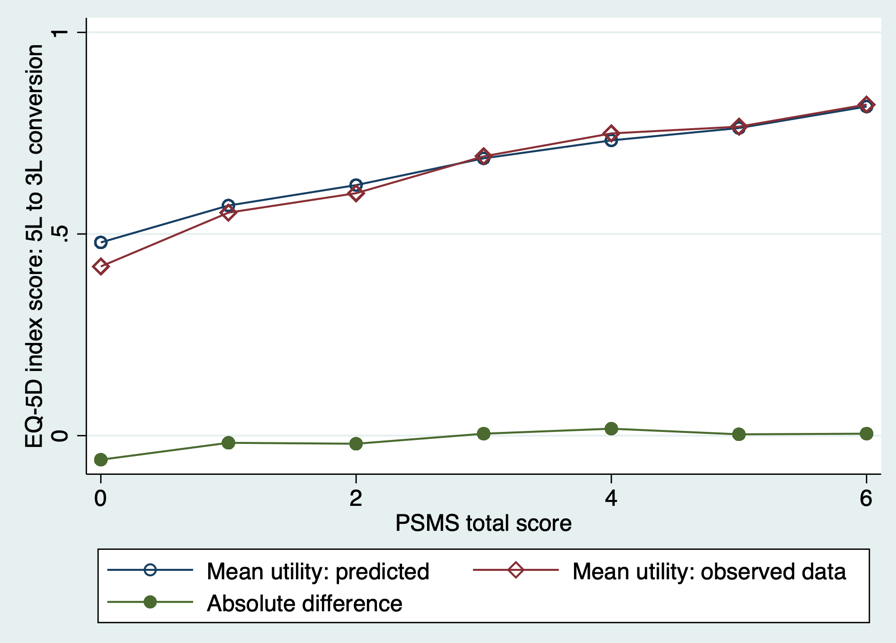 EQ-5D index score: 5L to 3L conversion
1
.5
0
0 2 4 6
PSMS total score
Mean utility: predicted Mean utility: observed data
Absolute difference